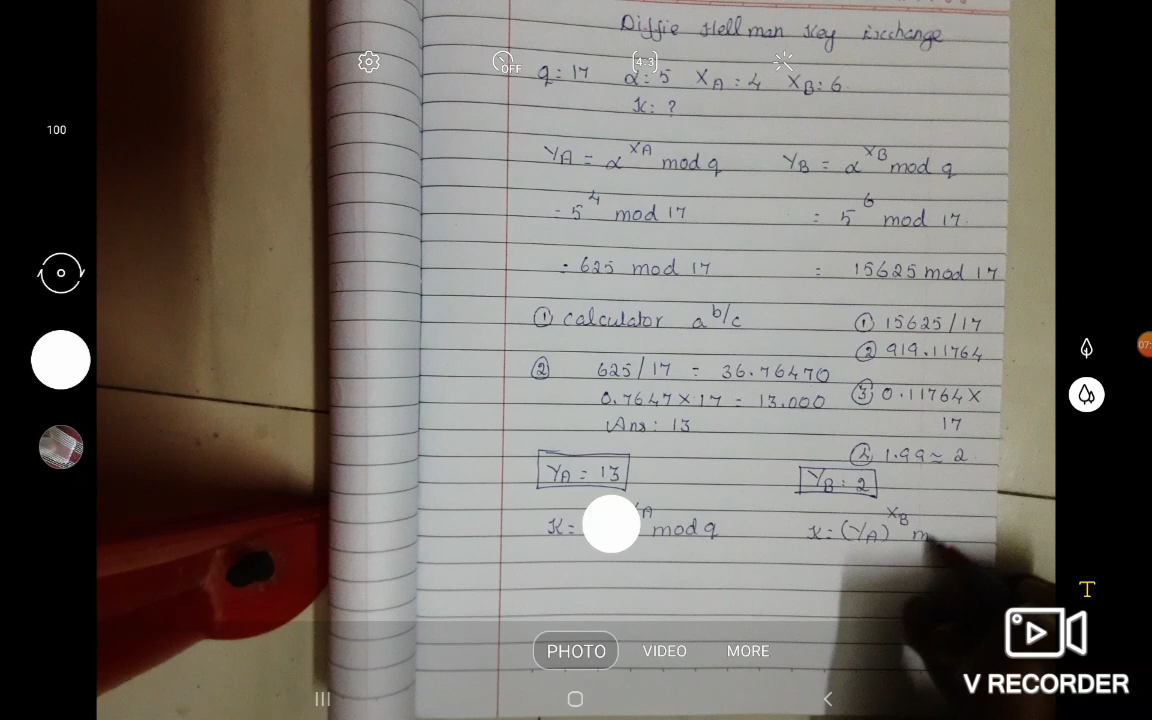 Diffie Hellman Key Exchange
OFF
[4:3]
q = 17 α = 5 XA = 4 XB = 6
K = ?
100
YA = α^XA mod q YB = α^XB mod q
= 5^4 mod 17 = 5^6 mod 17
= 625 mod 17 = 15625 mod 17
① calculator a b/c ① 15625/17
② 919.11764
② 625/17 = 36.76470
0.7647 × 17 = 13.000 ③ 0.11764 ×
Ans: 13 17
④ 1.99 ≈ 2
YA = 13 YB = 2
K = mod q K = (YA)^XB m
T
PHOTO VIDEO MORE
V RECORDER